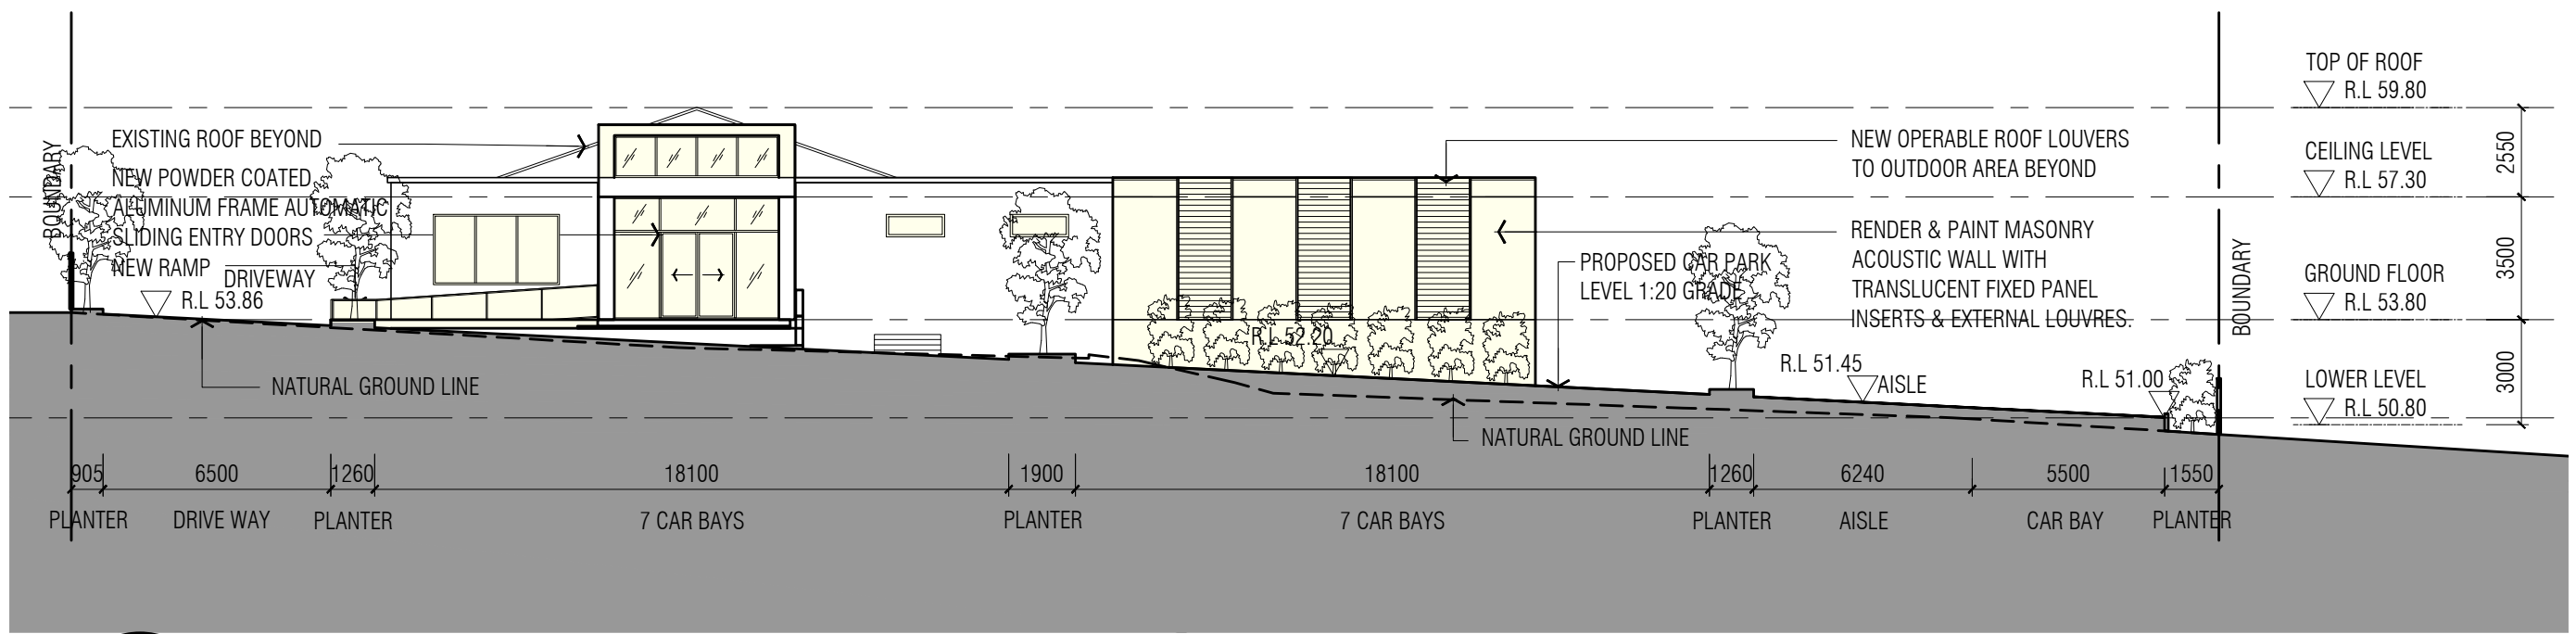 BOUNDARY
EXISTING ROOF BEYOND
NEW POWDER COATED
ALUMINUM FRAME AUTOMATIC
SLIDING ENTRY DOORS
NEW RAMP
DRIVEWAY
R.L 53.86
NATURAL GROUND LINE
NEW OPERABLE ROOF LOUVERS
TO OUTDOOR AREA BEYOND
RENDER & PAINT MASONRY
ACOUSTIC WALL WITH
TRANSLUCENT FIXED PANEL
INSERTS & EXTERNAL LOUVRES.
PROPOSED CAR PARK
LEVEL 1:20 GRADE
R.L 52.20
R.L 51.45
AISLE
R.L 51.00
NATURAL GROUND LINE
BOUNDARY
TOP OF ROOF
R.L 59.80
2550
CEILING LEVEL
R.L 57.30
3500
GROUND FLOOR
R.L 53.80
3000
LOWER LEVEL
R.L 50.80
905 6500 1260 18100 1900 18100 1260 6240 5500 1550
PLANTER DRIVE WAY PLANTER 7 CAR BAYS PLANTER 7 CAR BAYS PLANTER AISLE CAR BAY PLANTER